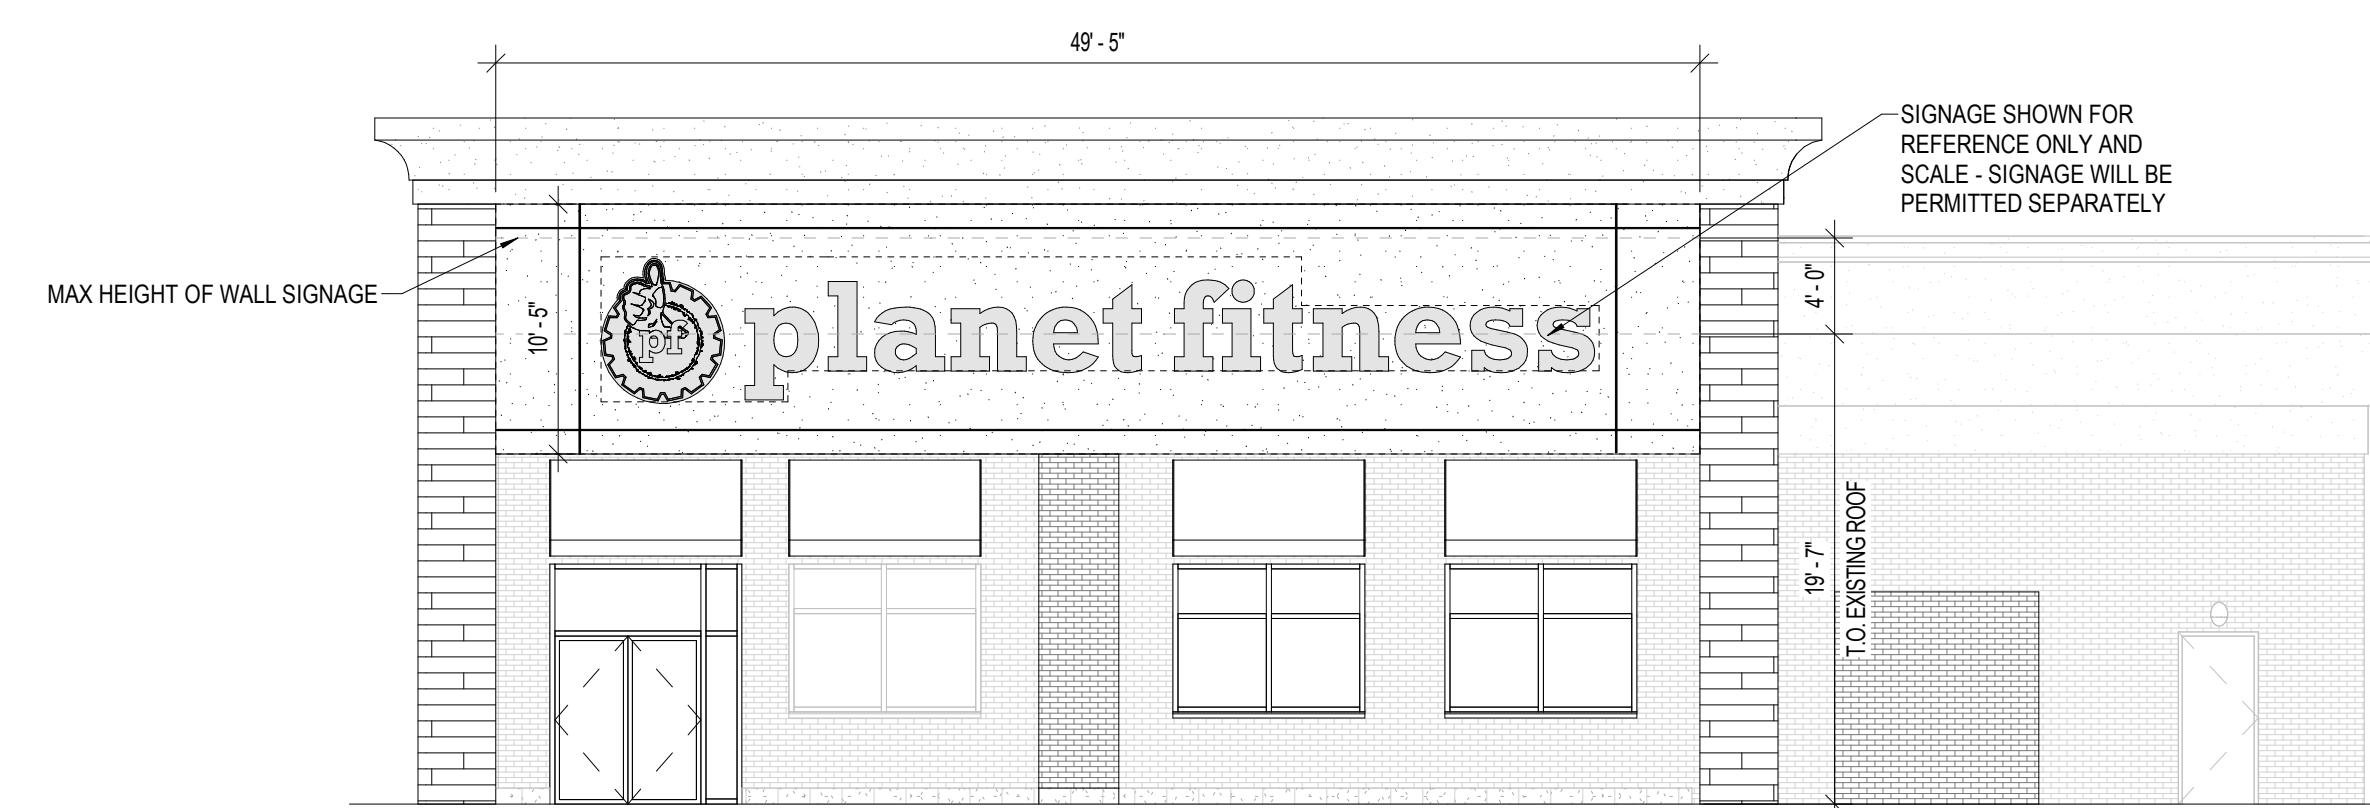 49' - 5"
SIGNAGE SHOWN FOR
REFERENCE ONLY AND
SCALE - SIGNAGE WILL BE
PERMITTED SEPARATELY
MAX HEIGHT OF WALL SIGNAGE
10' - 5"
pf
planet fitness
4' - 0"
19' - 7"
T.O. EXISTING ROOF